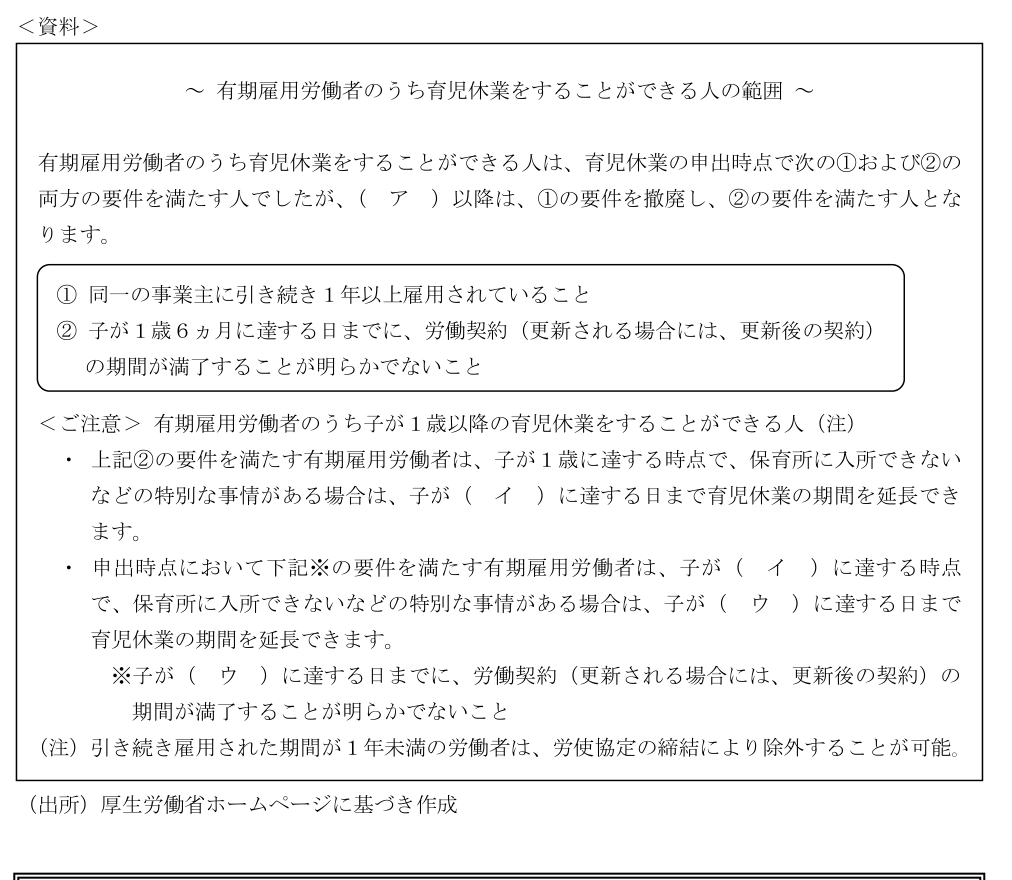 ＜資料＞
～ 有期雇用労働者のうち育児休業をすることができる人の範囲 ～
有期雇用労働者のうち育児休業をすることができる人は、育児休業の申出時点で次の①および②の
両方の要件を満たす人でしたが、（　ア　）以降は、①の要件を撤廃し、②の要件を満たす人とな
ります。
① 同一の事業主に引き続き１年以上雇用されていること
② 子が１歳６ヵ月に達する日までに、労働契約（更新される場合には、更新後の契約）
の期間が満了することが明らかでないこと
＜ご注意＞ 有期雇用労働者のうち子が１歳以降の育児休業をすることができる人（注）
・ 上記②の要件を満たす有期雇用労働者は、子が１歳に達する時点で、保育所に入所できない
などの特別な事情がある場合は、子が（　イ　）に達する日まで育児休業の期間を延長でき
ます。
・ 申出時点において下記※の要件を満たす有期雇用労働者は、子が（　イ　）に達する時点
で、保育所に入所できないなどの特別な事情がある場合は、子が（　ウ　）に達する日まで
育児休業の期間を延長できます。
※子が（　ウ　）に達する日までに、労働契約（更新される場合には、更新後の契約）の
期間が満了することが明らかでないこと
（注）引き続き雇用された期間が１年未満の労働者は、労使協定の締結により除外することが可能。
（出所）厚生労働省ホームページに基づき作成